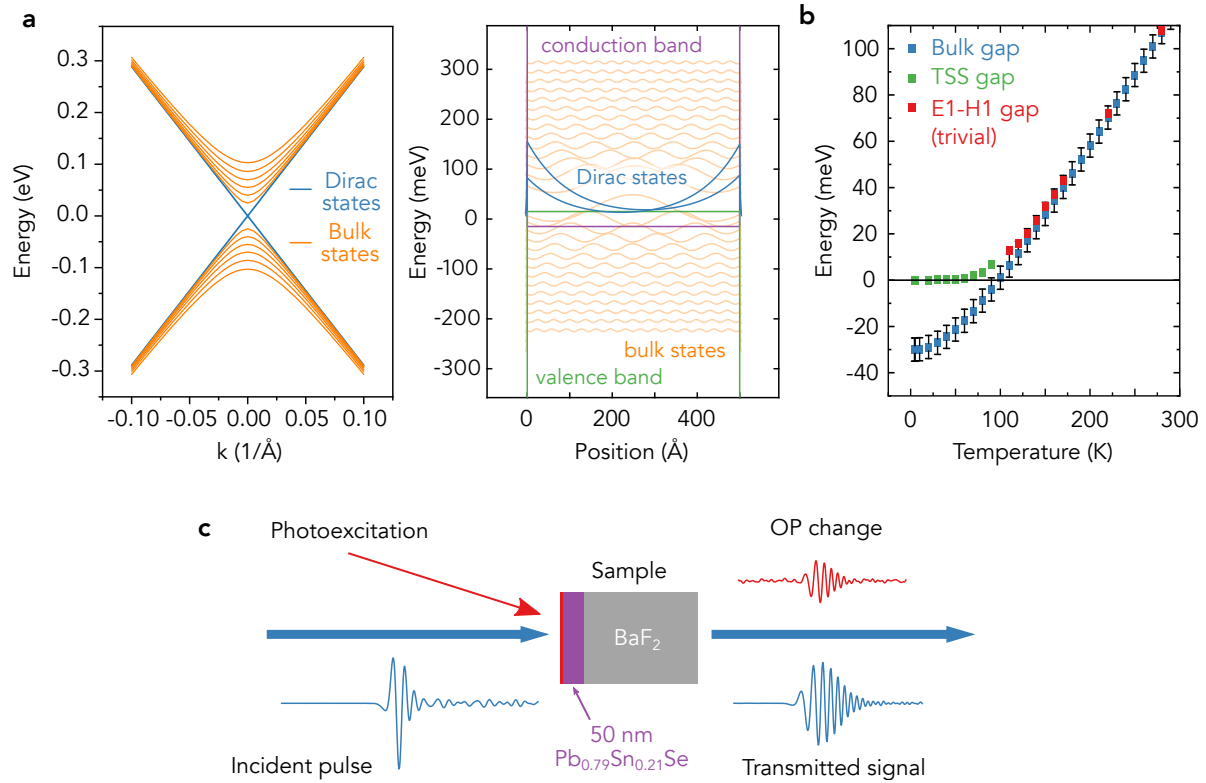 a
0.3
0.2
0.1
0.0
-0.1
-0.2
-0.3
Energy (eV)
Dirac
states
Bulk
states
-0.10
-0.05
0.00
0.05
0.10
k (1/Å)
300
200
100
0
-100
-200
-300
Energy (meV)
conduction band
Dirac states
bulk states
valence band
0
200
400
Position (Å)
b
100
80
60
40
20
0
-20
-40
Energy (meV)
Bulk gap
TSS gap
E1-H1 gap
(trivial)
0
100
200
300
Temperature (K)
c
Photoexcitation
OP change
Sample
BaF₂
50 nm
Pb₀.₇₉Sn₀.₂₁Se
Incident pulse
Transmitted signal